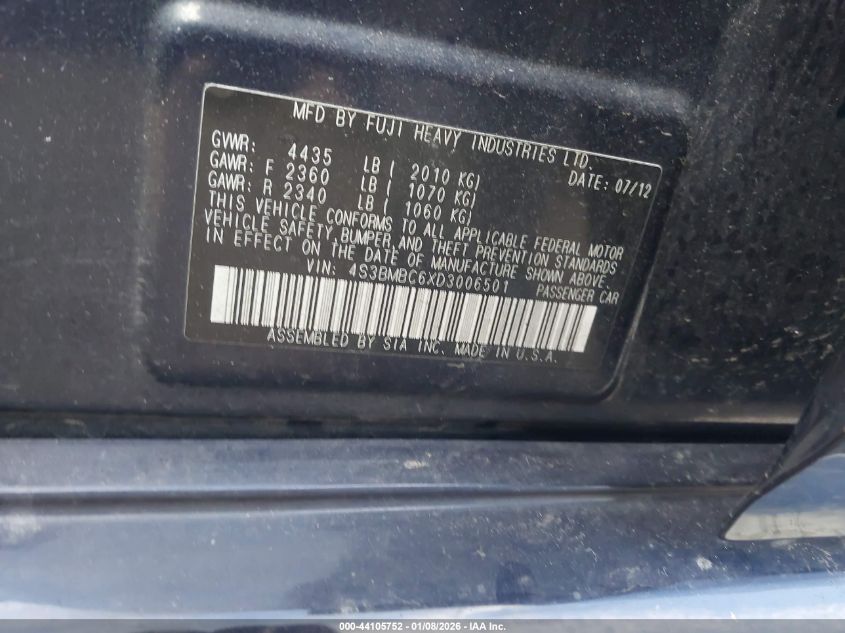 MFD BY FUJI HEAVY INDUSTRIES LTD.
GVWR: 4435 LB ( 2010 KG) DATE: 07/12
GAWR: F 2360 LB ( 1070 KG)
GAWR: R 2340 LB ( 1060 KG)
THIS VEHICLE CONFORMS TO ALL APPLICABLE FEDERAL MOTOR
VEHICLE SAFETY, BUMPER, AND THEFT PREVENTION STANDARDS
IN EFFECT ON THE DATE OF MANUFACTURE SHOWN ABOVE.
VIN: 4S3BMBC6XD3006501 PASSENGER CAR
ASSEMBLED BY SIA INC. MADE IN U.S.A.
000-44105752 - 01/08/2026 - IAA Inc.